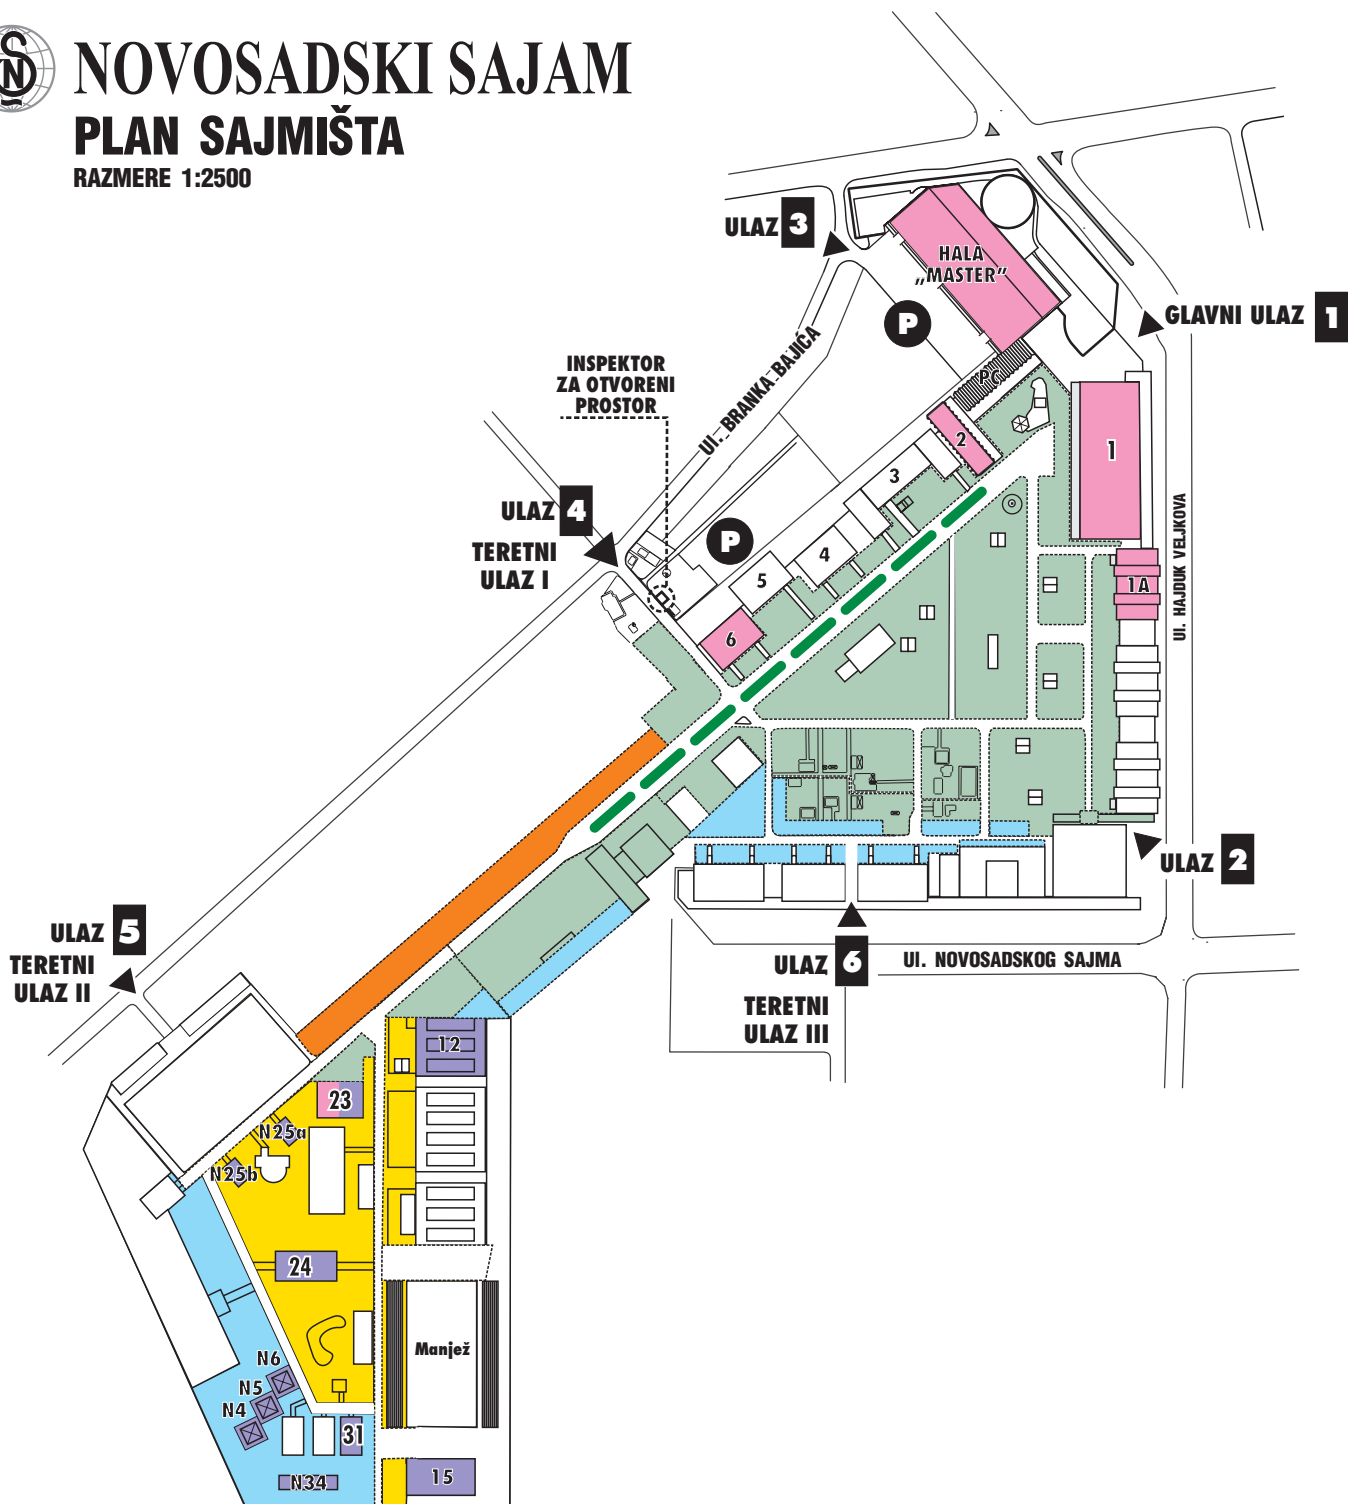 NS
NOVOSADSKI SAJAM
PLAN SAJMIŠTA
RAZMERE 1:2500
ULAZ 3
HALA
„MASTER”
P
GLAVNI ULAZ 1
INSPEKTOR
ZA OTVORENI
PROSTOR
Ul. BRANKA BAJIĆA
PC
2
1
3
ULAZ 4
TERETNI
ULAZ I
P
4
5
6
1A
Ul. HAJDUK VELJKOVA
ULAZ 2
ULAZ 5
TERETNI
ULAZ II
ULAZ 6
TERETNI
ULAZ III
Ul. NOVOSADSKOG SAJMA
12
23
N25a
N25b
24
Manjež
N6
N5
N4
31
N34
15